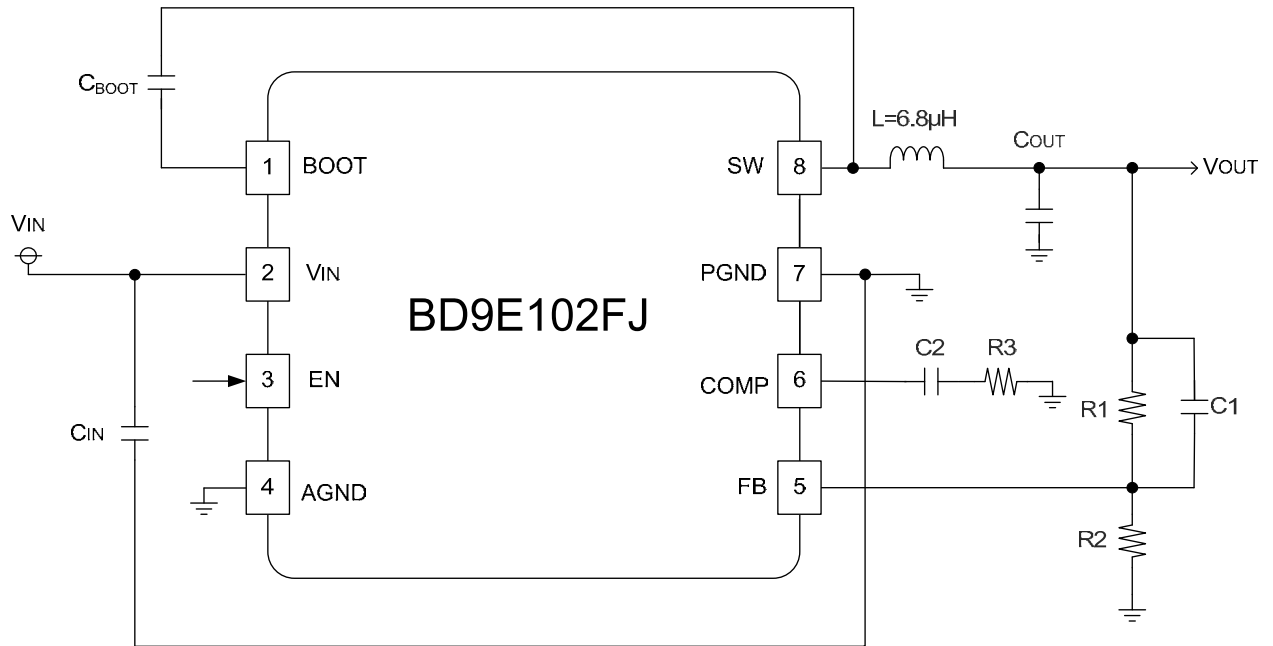 CBOOT
L=6.8µH
COUT
1
BOOT
SW
8
VOUT
VIN
2
VIN
PGND
7
BD9E102FJ
C2
R3
3
EN
COMP
6
R1
C1
CIN
4
AGND
FB
5
R2